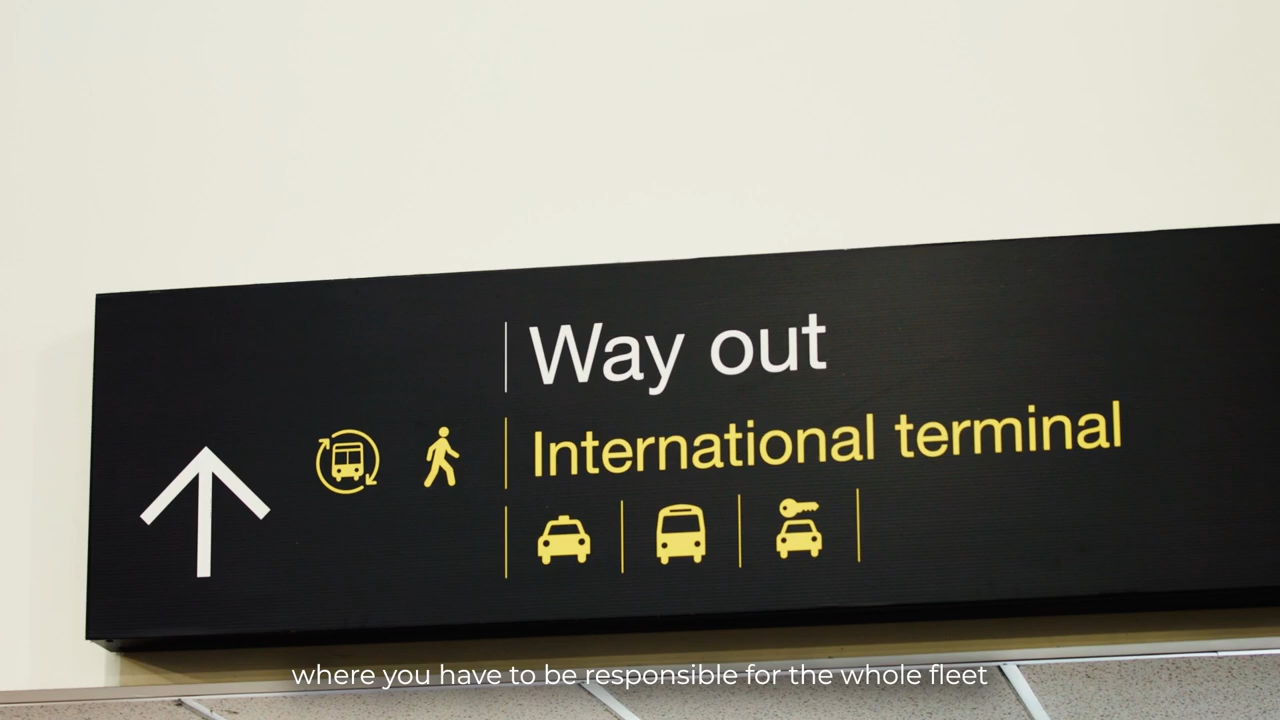 Way out
International terminal
where you have to be responsible for the whole fleet